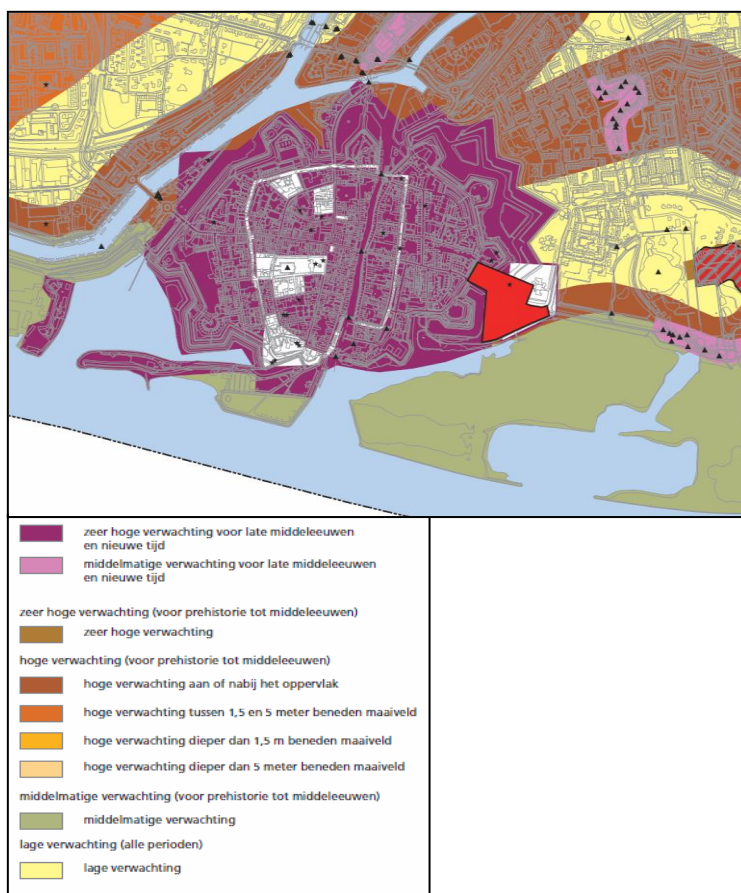 zeer hoge verwachting voor late middeleeuwen
en nieuwe tijd
middelmatige verwachting voor late middeleeuwen
en nieuwe tijd
zeer hoge verwachting (voor prehistorie tot middeleeuwen)
zeer hoge verwachting
hoge verwachting (voor prehistorie tot middeleeuwen)
hoge verwachting aan of nabij het oppervlak
hoge verwachting tussen 1,5 en 5 meter beneden maaiveld
hoge verwachting dieper dan 1,5 m beneden maaiveld
hoge verwachting dieper dan 5 meter beneden maaiveld
middelmatige verwachting (voor prehistorie tot middeleeuwen)
middelmatige verwachting
lage verwachting (alle perioden)
lage verwachting